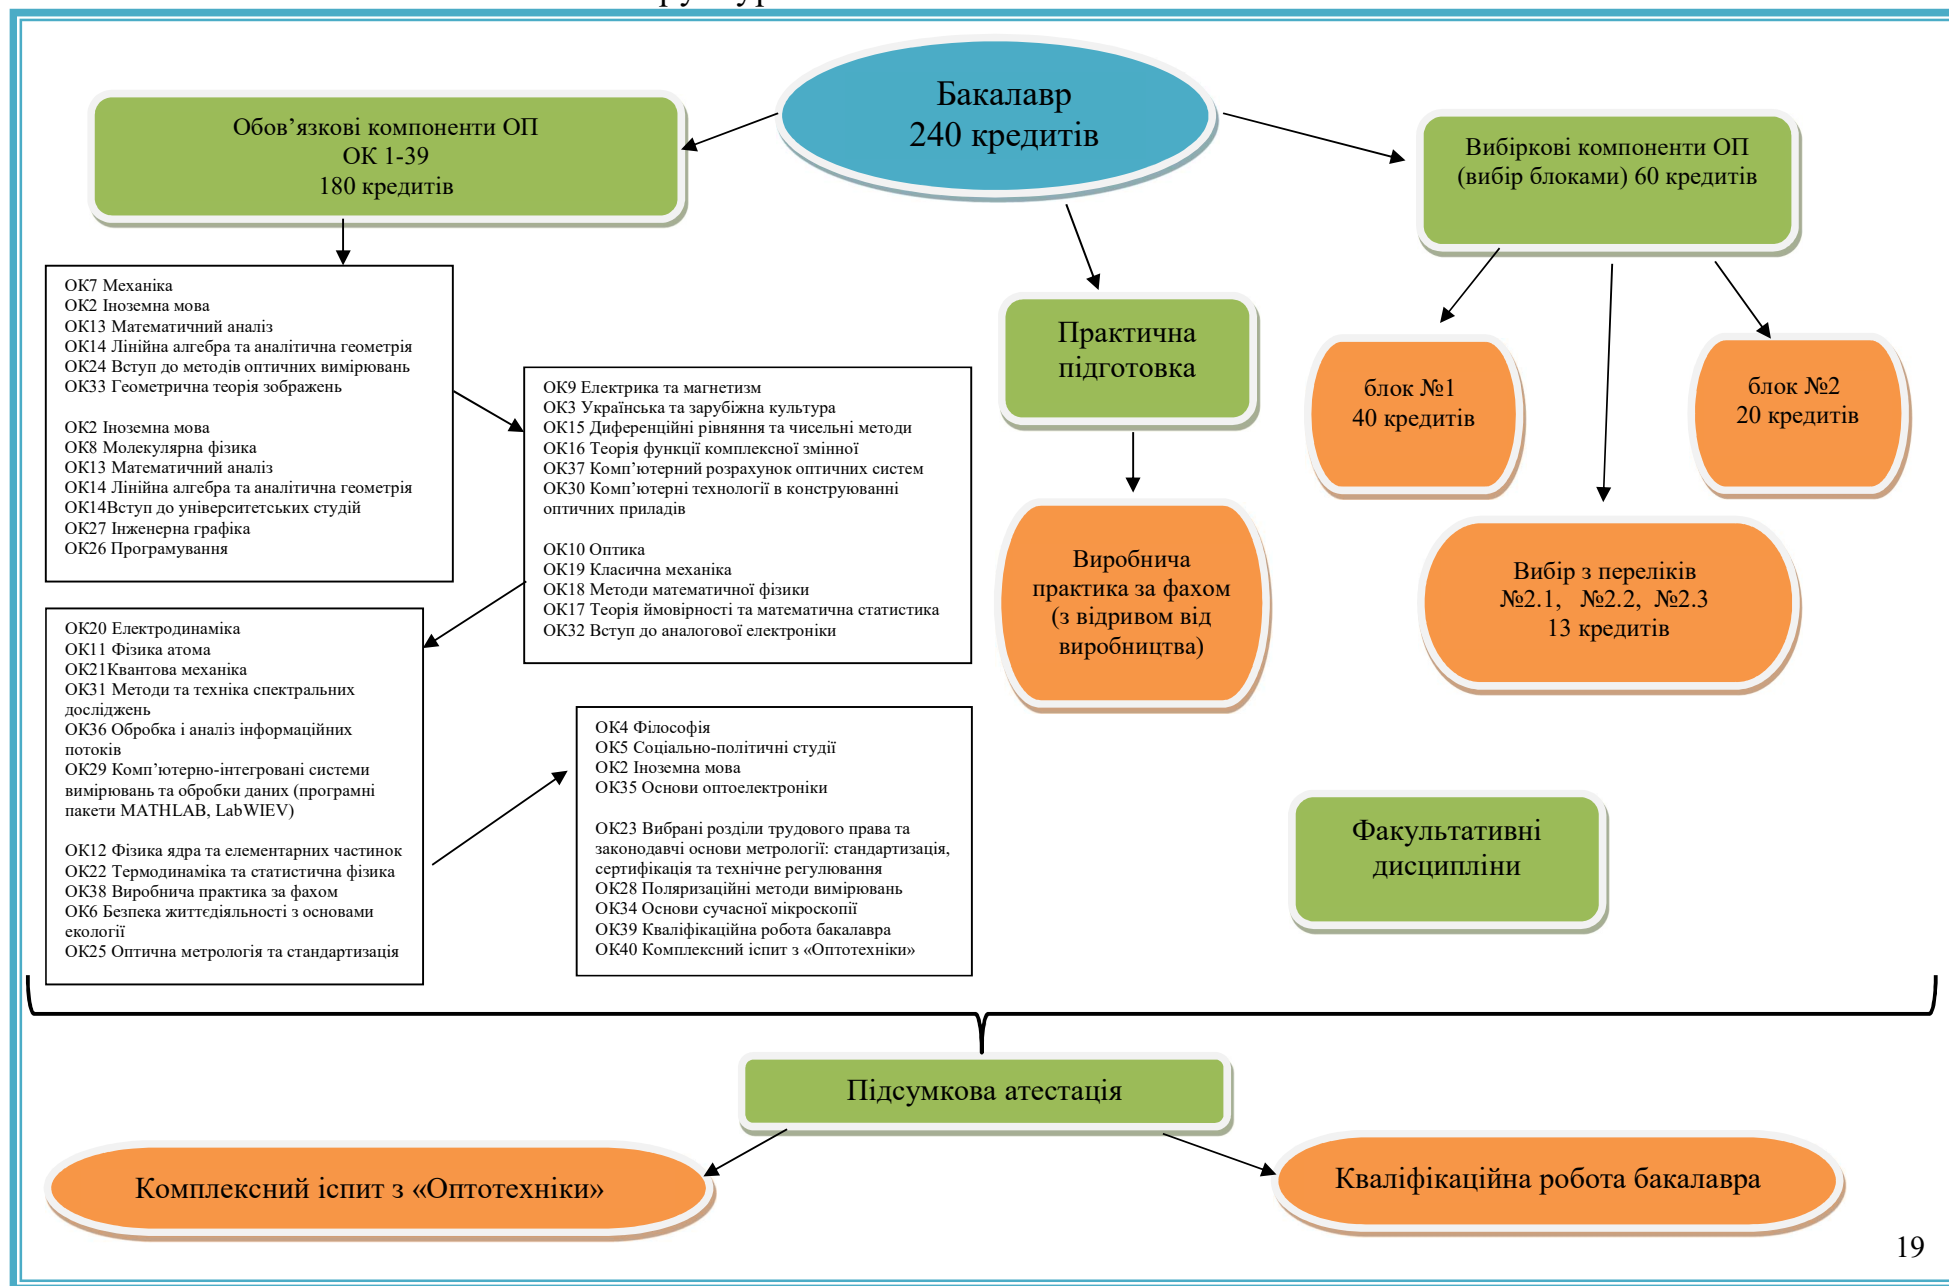 Бакалавр
240 кредитів
Обов’язкові компоненти ОП
ОК 1-39
180 кредитів
Вибіркові компоненти ОП
(вибір блоками) 60 кредитів
ОК7 Механіка
ОК2 Іноземна мова
ОК13 Математичний аналіз
ОК14 Лінійна алгебра та аналітична геометрія
ОК24 Вступ до методів оптичних вимірювань
ОК33 Геометрична теорія зображень
ОК2 Іноземна мова
ОК8 Молекулярна фізика
ОК13 Математичний аналіз
ОК14 Лінійна алгебра та аналітична геометрія
ОК14Вступ до університетських студій
ОК27 Інженерна графіка
ОК26 Програмування
ОК9 Електрика та магнетизм
ОК3 Українська та зарубіжна культура
ОК15 Диференційні рівняння та чисельні методи
ОК16 Теорія функції комплексної змінної
ОК37 Комп’ютерний розрахунок оптичних систем
ОК30 Комп’ютерні технології в конструюванні
оптичних приладів
ОК10 Оптика
ОК19 Класична механіка
ОК18 Методи математичної фізики
ОК17 Теорія ймовірності та математична статистика
ОК32 Вступ до аналогової електроніки
ОК20 Електродинаміка
ОК11 Фізика атома
ОК21Квантова механіка
ОК31 Методи та техніка спектральних
досліджень
ОК36 Обробка і аналіз інформаційних
потоків
ОК29 Комп’ютерно-інтегровані системи
вимірювань та обробки даних (програмні
пакети MATHLAB, LabWIEV)
ОК12 Фізика ядра та елементарних частинок
ОК22 Термодинаміка та статистична фізика
ОК38 Виробнича практика за фахом
ОК6 Безпека життєдіяльності з основами
екології
ОК25 Оптична метрологія та стандартизація
ОК4 Філософія
ОК5 Соціально-політичні студії
ОК2 Іноземна мова
ОК35 Основи оптоелектроніки
ОК23 Вибрані розділи трудового права та
законодавчі основи метрології: стандартизація,
сертифікація та технічне регулювання
ОК28 Поляризаційні методи вимірювань
ОК34 Основи сучасної мікроскопії
ОК39 Кваліфікаційна робота бакалавра
ОК40 Комплексний іспит з «Оптотехніки»
Практична
підготовка
Виробнича
практика за фахом
(з відривом від
виробництва)
блок №1
40 кредитів
блок №2
20 кредитів
Вибір з переліків
№2.1, №2.2, №2.3
13 кредитів
Факультативні
дисципліни
Підсумкова атестація
Комплексний іспит з «Оптотехніки»
Кваліфікаційна робота бакалавра
19